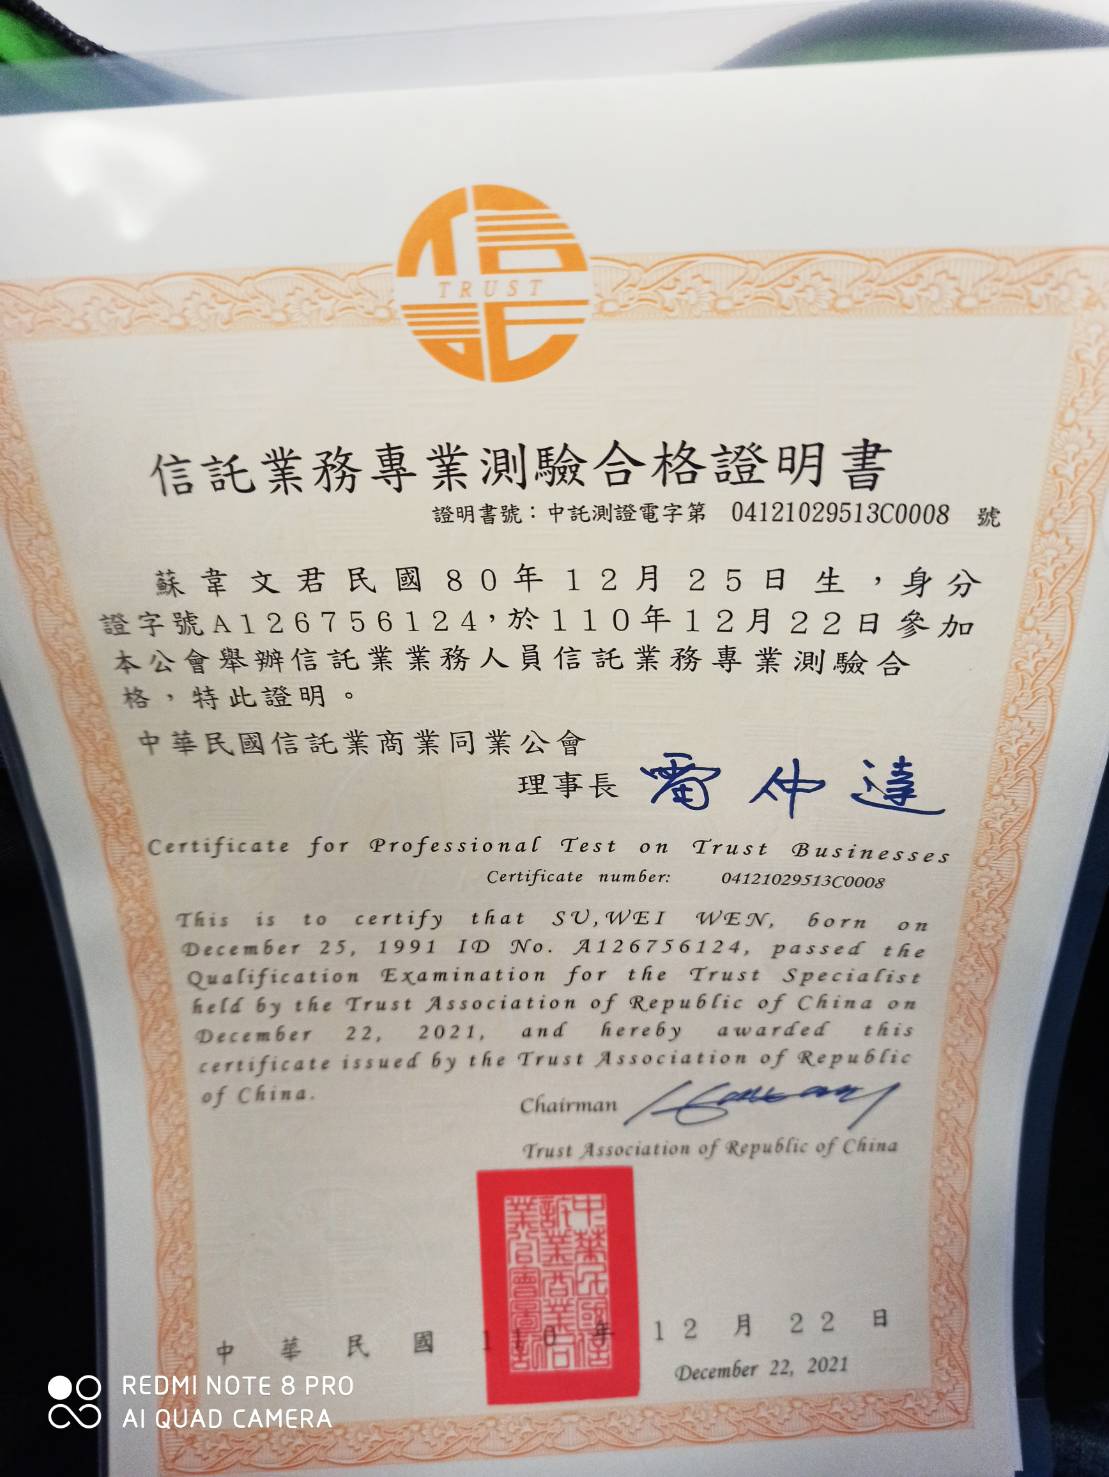 信託
TRUST
信託業務專業測驗合格證明書
證明書號：中託測證電字第 04121029513C0008 號
蘇韋文君民國80年12月25日生，身分
證字號A126756124，於110年12月22日參加
本公會舉辦信託業業務人員信託業務專業測驗合
格，特此證明。
中華民國信託業商業同業公會
理事長 雷仲達
Certificate for Professional Test on Trust Businesses
Certificate number: 04121029513C0008
This is to certify that SU,WEI WEN, born on
December 25, 1991 ID No. A126756124, passed the
Qualification Examination for the Trust Specialist
held by the Trust Association of Republic of China on
December 22, 2021, and hereby awarded this
certificate issued by the Trust Association of Republic
of China.
Chairman
Trust Association of Republic of China
中華民國信
託業商業同
業公會圖記
中華民國110年12月22日
December 22, 2021
REDMI NOTE 8 PRO
AI QUAD CAMERA